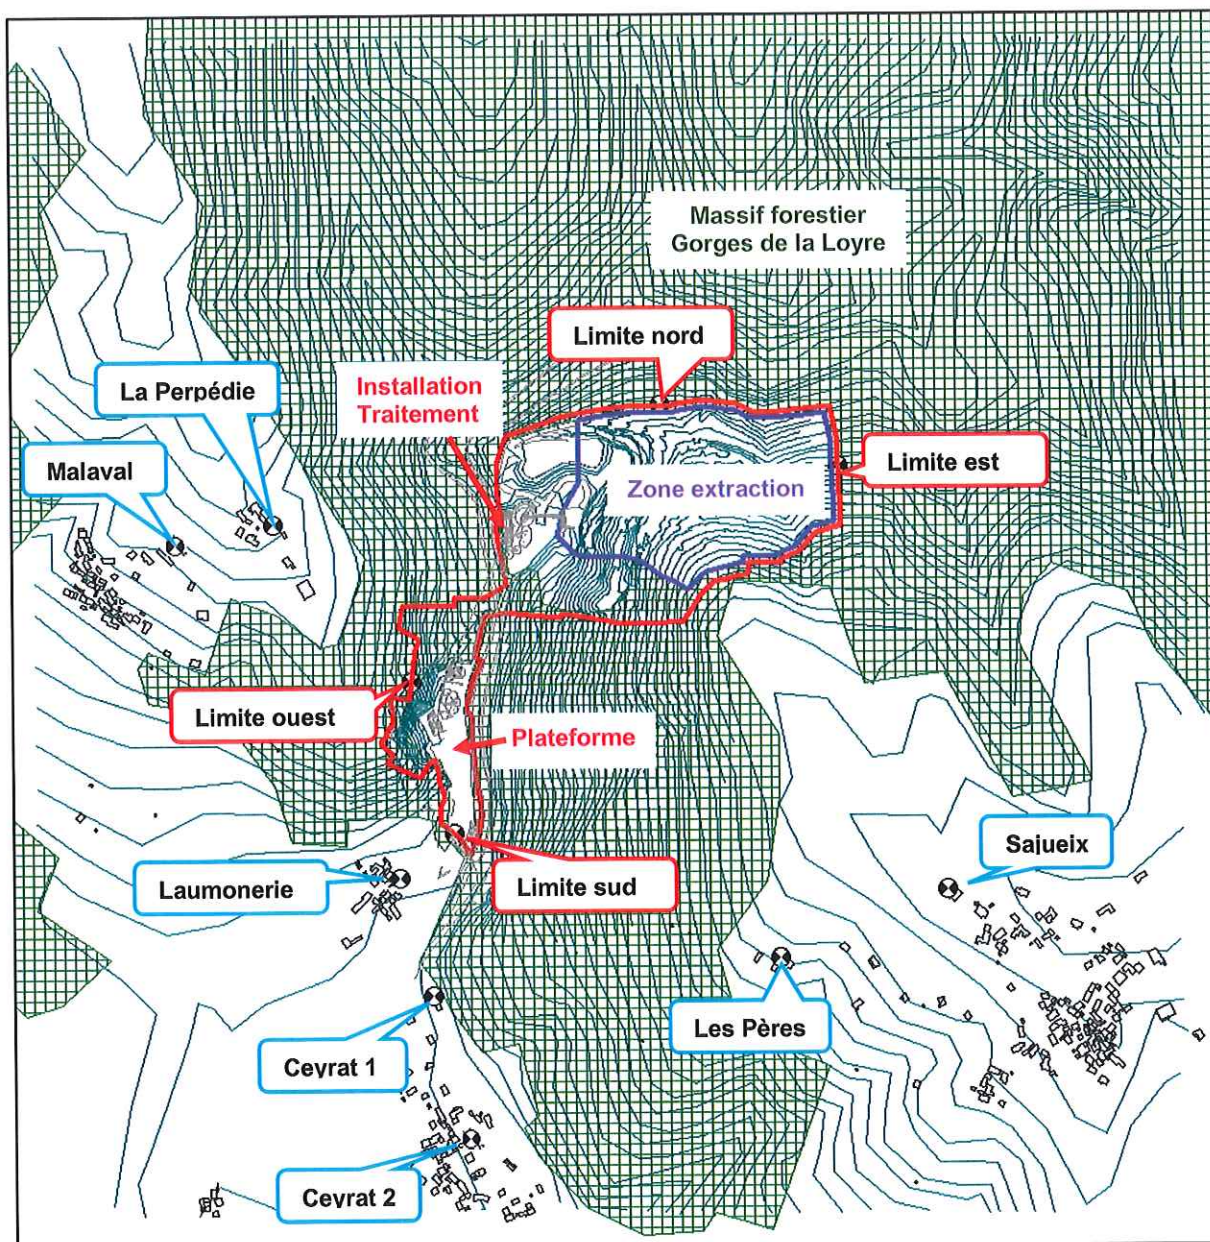 Massif forestier
Gorges de la Loyre
Limite nord
La Perpédie
Installation
Traitement
Malaval
Zone extraction
Limite est
Limite ouest
Plateforme
Sajueix
Laumonerie
Limite sud
Les Pères
Ceyrat 1
Ceyrat 2